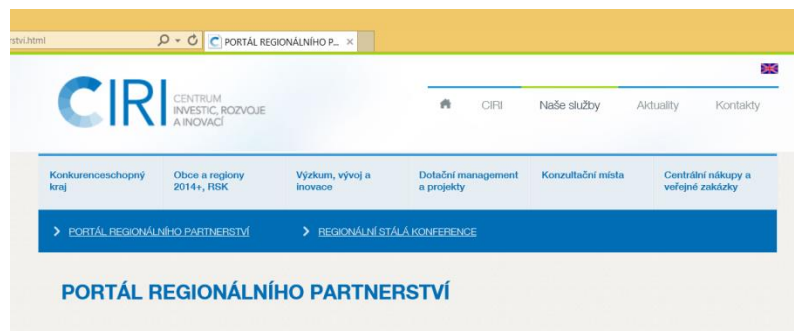 stvi.html
PORTÁL REGIONÁLNÍHO P...
CIRI
CENTRUM
INVESTIC, ROZVOJE
A INOVACÍ
CIRI
Naše služby
Aktuality
Kontakty
Konkurenceschopný
kraj
Obce a regiony
2014+, RSK
Výzkum, vývoj a
inovace
Dotační management
a projekty
Konzultační místa
Centrální nákupy a
veřejné zakázky
PORTÁL REGIONÁLNÍHO PARTNERSTVÍ
REGIONÁLNÍ STÁLÁ KONFERENCE
PORTÁL REGIONÁLNÍHO PARTNERSTVÍ